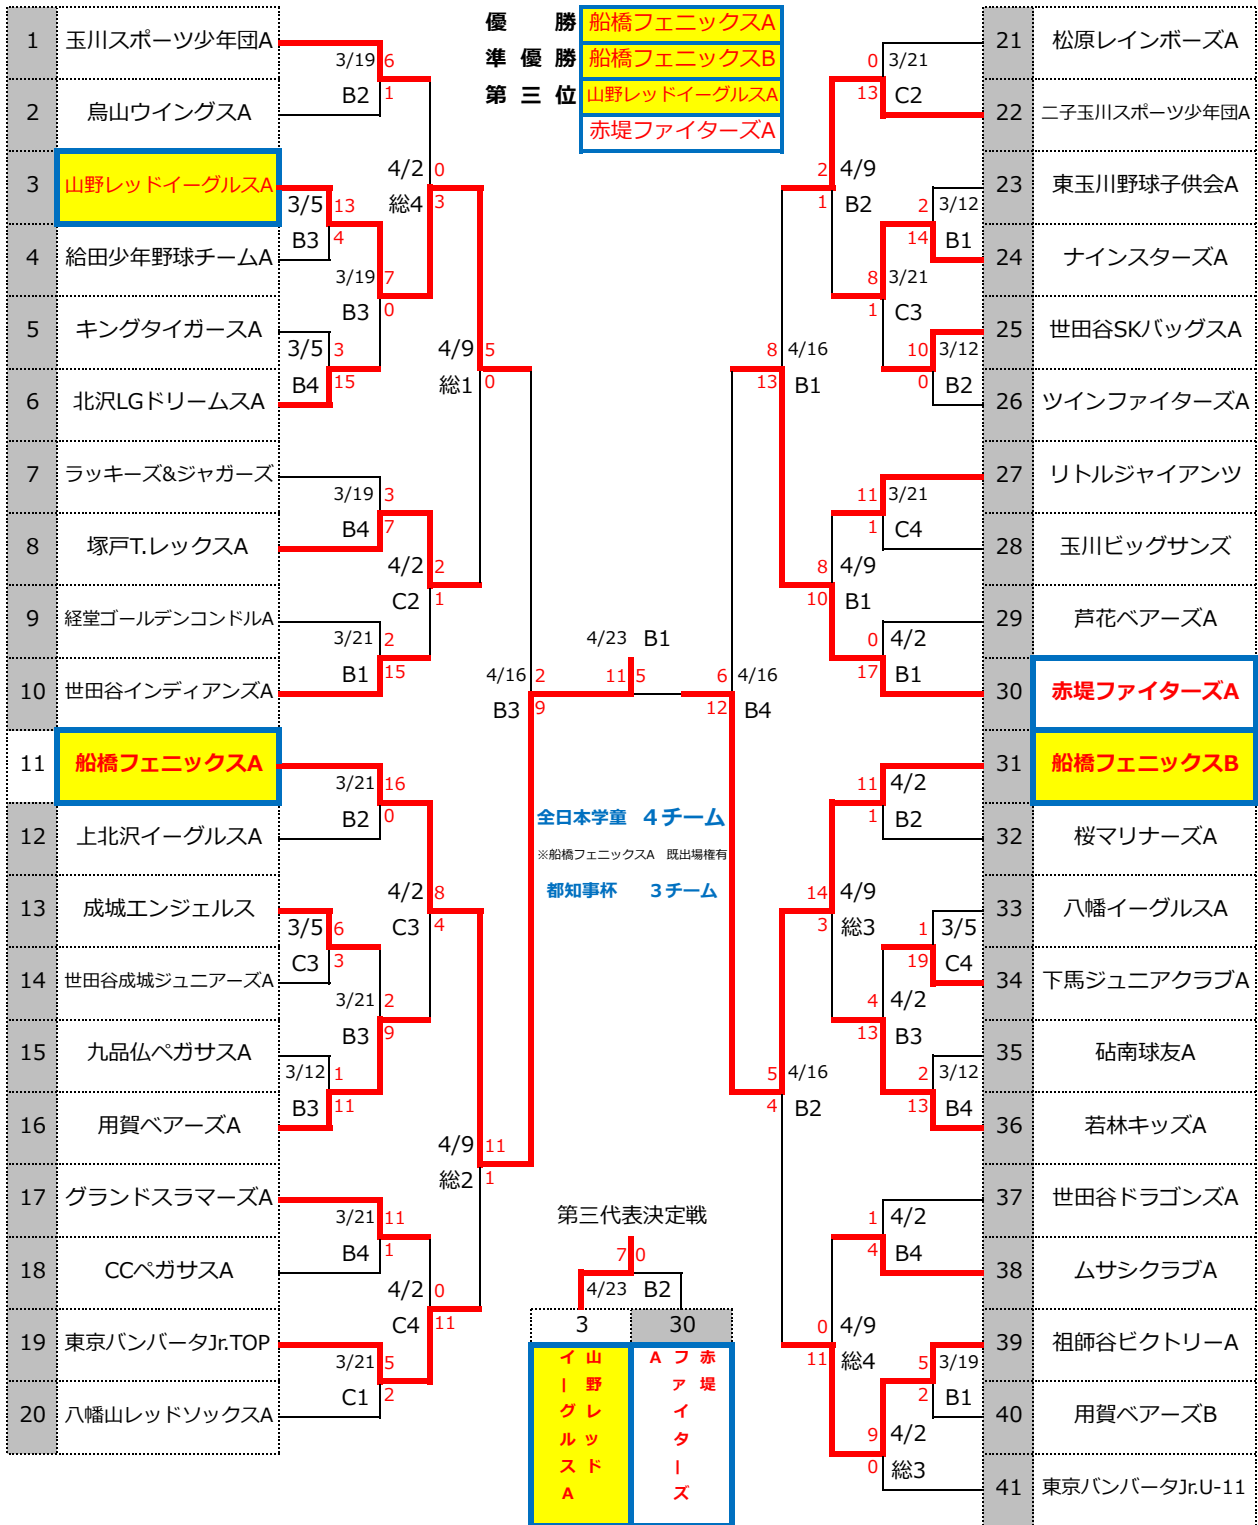 優勝 船橋フェニックスA
準優勝 船橋フェニックスB
第三位 山野レッドイーグルスA
赤堤ファイターズA
1 玉川スポーツ少年団A
3/19 6
B2 1
2 烏山ウイングスA
4/2 0
総4 3
3 山野レッドイーグルスA
3/5 13
B3 4
4 給田少年野球チームA
3/19 7
B3 0
5 キングタイガースA
3/5 3
B4 15
6 北沢LGドリームスA
4/9 5
総1 0
7 ラッキーズ&ジャガーズ
3/19 3
B4 7
8 塚戸T.レックスA
4/2 2
C2 1
9 経堂ゴールデンコンドルA
3/21 2
B1 15
10 世田谷インディアンズA
4/16 2
B3 9
11 船橋フェニックスA
3/21 16
B2 0
12 上北沢イーグルスA
4/2 8
C3 4
13 成城エンジェルス
3/5 6
C3 3
14 世田谷成城ジュニアーズA
3/21 2
B3 9
15 九品仏ペガサスA
3/12 1
B3 11
16 用賀ベアーズA
4/9 11
総2 1
17 グランドスラマーズA
3/21 11
B4 1
18 CCペガサスA
4/2 0
C4 11
19 東京バンバータJr.TOP
3/21 5
C1 2
20 八幡山レッドソックスA
4/23 B1
11 5
全日本学童 4チーム
※船橋フェニックスA 既出場権有
都知事杯 3チーム
第三代表決定戦
7 0
4/23 B2
3 30
山野レッドイーグルスA
赤堤ファイターズA
21 松原レインボーズA
0 3/21
13 C2
22 二子玉川スポーツ少年団A
2 4/9
1 B2
23 東玉川野球子供会A
2 3/12
14 B1
24 ナインスターズA
8 3/21
1 C3
25 世田谷SKバッグスA
10 3/12
0 B2
26 ツインファイターズA
8 4/16
13 B1
27 リトルジャイアンツ
11 3/21
1 C4
28 玉川ビッグサンズ
8 4/9
10 B1
29 芦花ベアーズA
0 4/2
17 B1
30 赤堤ファイターズA
6 4/16
12 B4
31 船橋フェニックスB
11 4/2
1 B2
32 桜マリナーズA
14 4/9
3 総3
33 八幡イーグルスA
1 3/5
19 C4
34 下馬ジュニアクラブA
4 4/2
13 B3
35 砧南球友A
2 3/12
13 B4
36 若林キッズA
5 4/16
4 B2
37 世田谷ドラゴンズA
1 4/2
4 B4
38 ムサシクラブA
0 4/9
11 総4
39 祖師谷ビクトリーA
5 3/19
2 B1
40 用賀ベアーズB
9 4/2
0 総3
41 東京バンバータJr.U-11